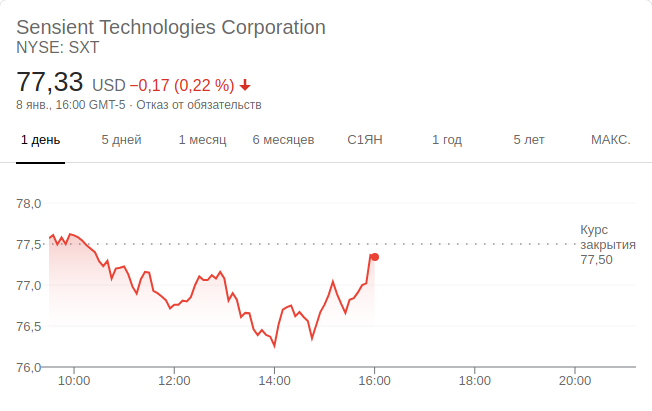 Sensient Technologies Corporation
NYSE: SXT
77,33 USD −0,17 (0,22 %)
8 янв., 16:00 GMT-5 · Отказ от обязательств
1 день 5 дней 1 месяц 6 месяцев С1ЯН 1 год 5 лет МАКС.
78,0
Курс
77,5 закрытия
77,50
77,0
76,5
76,0
10:00 12:00 14:00 16:00 18:00 20:00